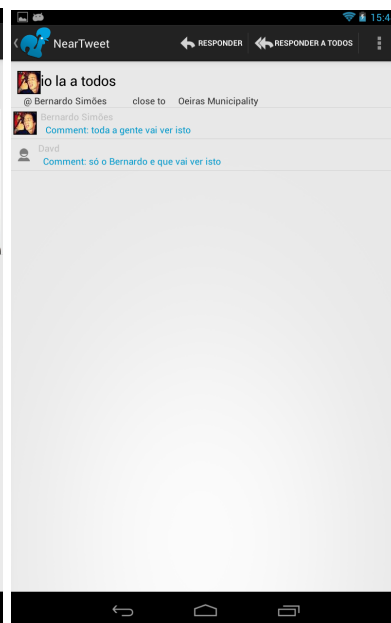 15:4
NearTweet RESPONDER RESPONDER A TODOS
io la a todos
@ Bernardo Simões close to Oeiras Municipality
Bernardo Simões
Comment: toda a gente vai ver isto
Davd
Comment: só o Bernardo e que vai ver isto